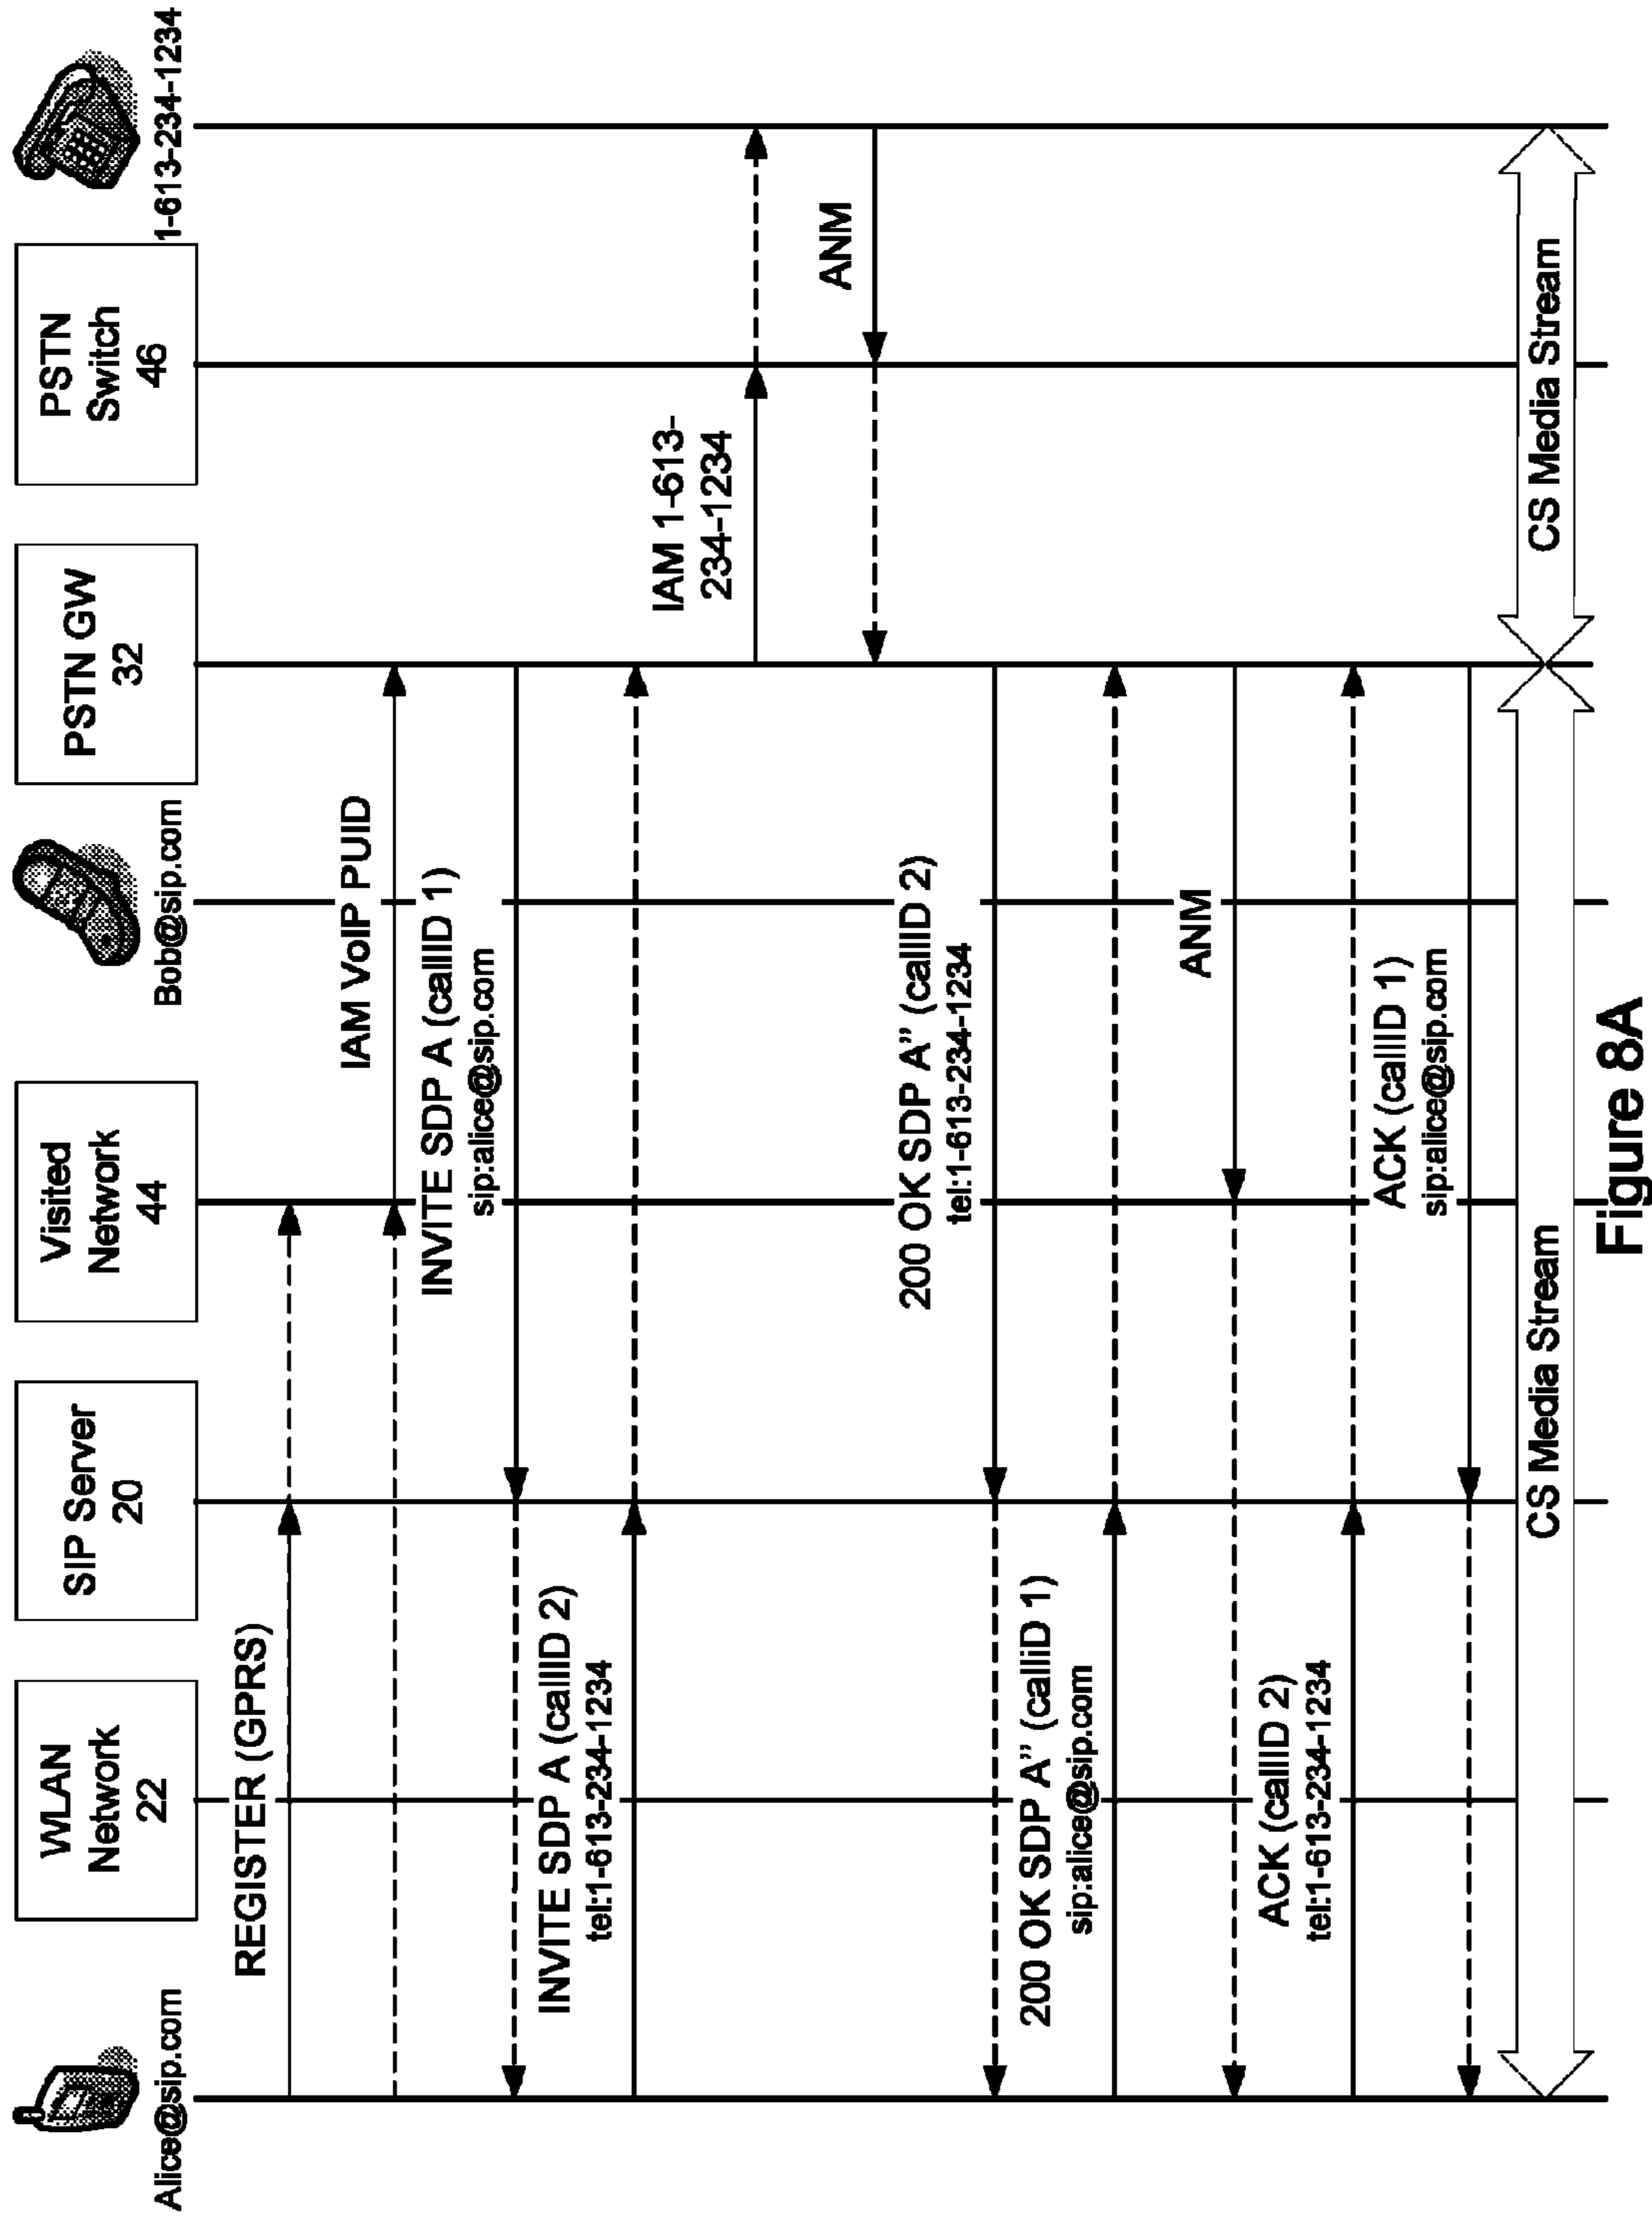 Alice@sip.com
WLAN
Network
22
SIP Server
20
Visited
Network
44
Bob@sip.com
PSTN GW
32
PSTN
Switch
46
1-613-234-1234
REGISTER (GPRS)
IAM VoIP PUID
INVITE SDP A (callID 1)
sip:alice@sip.com
INVITE SDP A (callID 2)
tel:1-613-234-1234
IAM 1-613-
234-1234
ANM
200 OK SDP A” (callID 2)
tel:1-613-234-1234
200 OK SDP A” (calliD 1)
sip:alice@sip.com
ANM
ACK (callID 2)
tel:1-613-234-1234
ACK (callID 1)
sip:alice@sip.com
CS Media Stream
CS Media Stream
Figure 8A